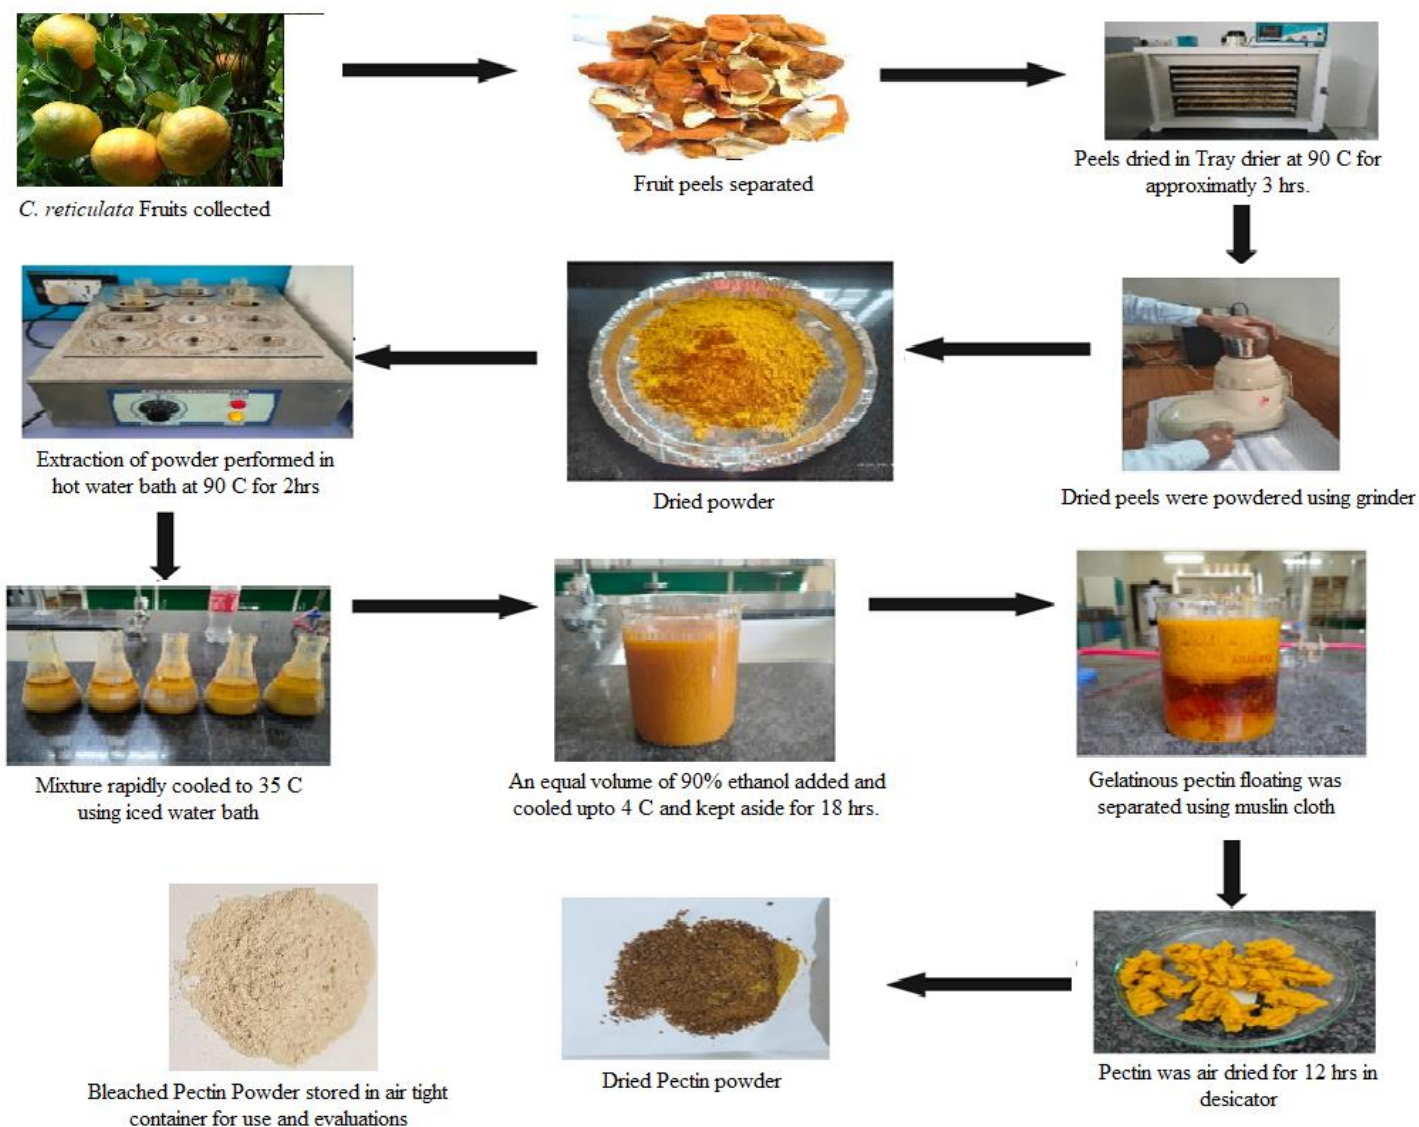 C. reticulata Fruits collected
Fruit peels separated
Peels dried in Tray drier at 90 C for
approximatly 3 hrs.
Extraction of powder performed in
hot water bath at 90 C for 2hrs
Dried powder
Dried peels were powdered using grinder
Mixture rapidly cooled to 35 C
using iced water bath
An equal volume of 90% ethanol added and
cooled upto 4 C and kept aside for 18 hrs.
Gelatinous pectin floating was
separated using muslin cloth
Bleached Pectin Powder stored in air tight
container for use and evaluations
Dried Pectin powder
Pectin was air dried for 12 hrs in
desicator